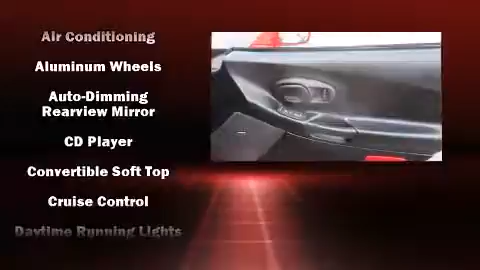 Air Conditioning
Aluminum Wheels
Auto-Dimming
Rearview Mirror
CD Player
Convertible Soft Top
Cruise Control
Daytime Running Lights